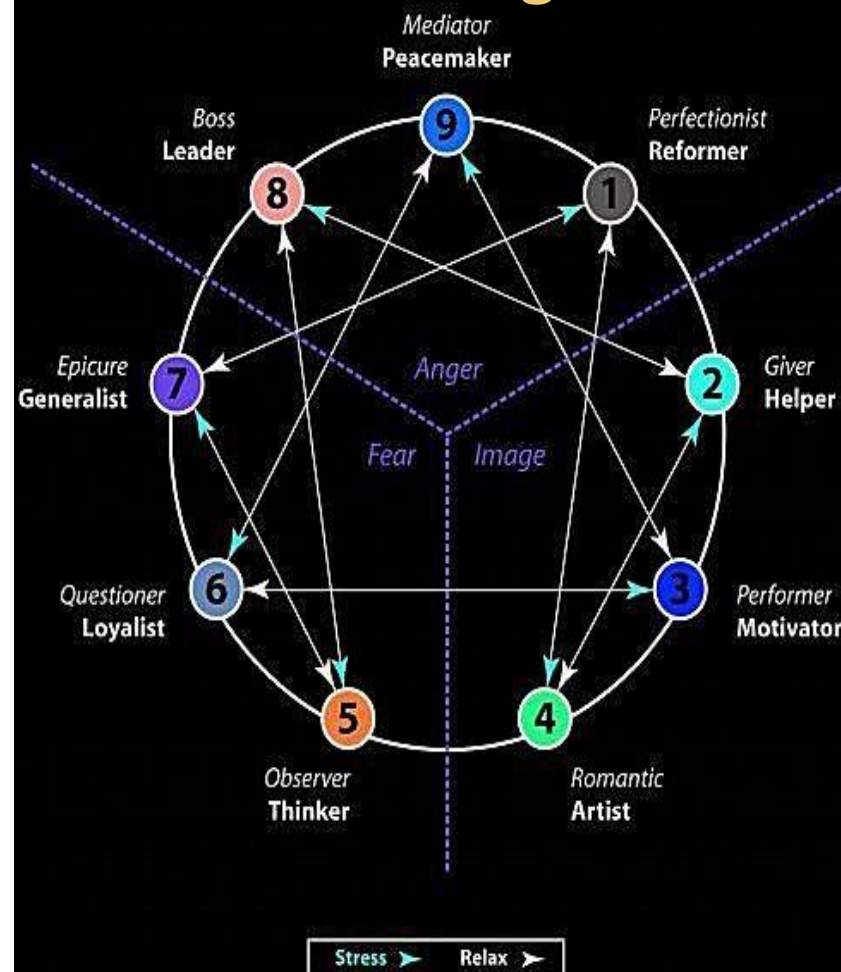 Mediator
Peacemaker
9
Boss
Leader
8
Perfectionist
Reformer
1
Epicure
Generalist
7
Anger
Giver
Helper
2
Fear
Image
Questioner
Loyalist
6
3
Performer
Motivator
5
4
Observer
Thinker
Romantic
Artist
Stress
Relax